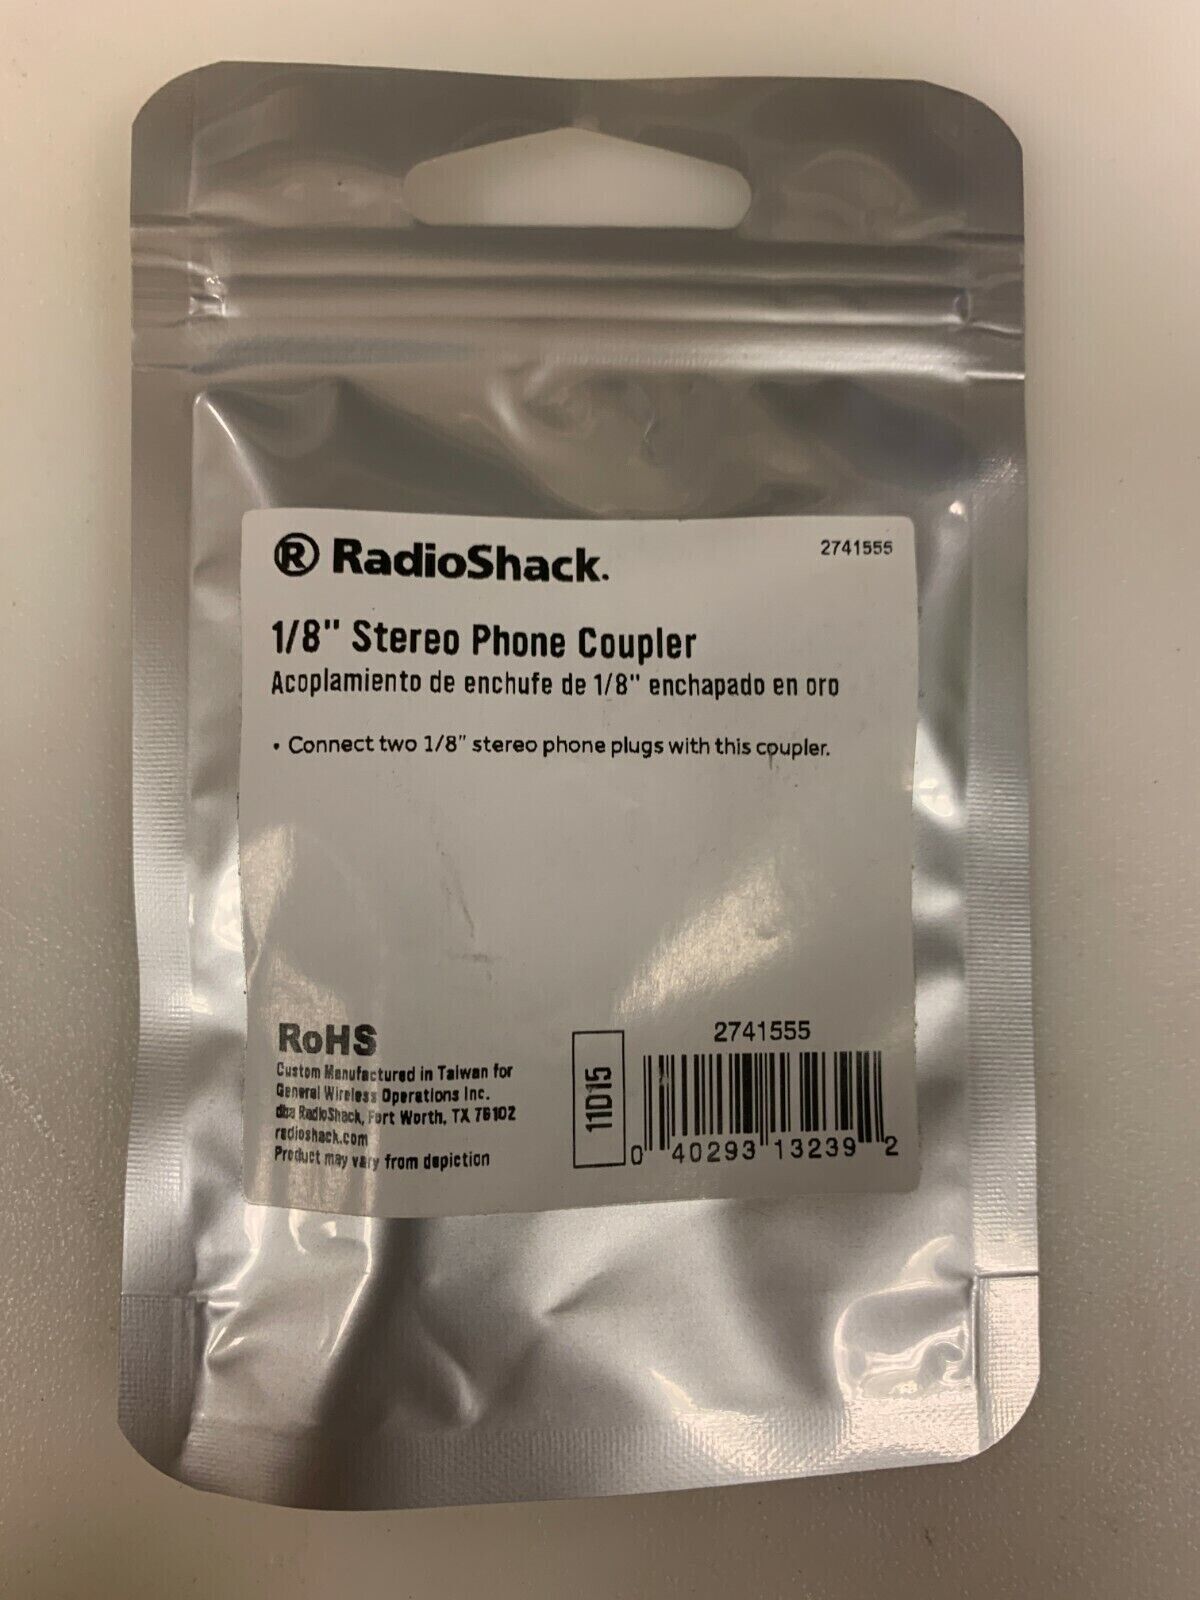 ® RadioShack.
2741555
1/8" Stereo Phone Coupler
Acoplamiento de enchufe de 1/8" enchapado en oro
• Connect two 1/8" stereo phone plugs with this coupler.
RoHS
Custom Manufactured in Taiwan for
General Wireless Operations Inc.
dba RadioShack, Fort Worth, TX 76102
radioshack.com
Product may vary from depiction
11D15
2741555
0 40293 13239 2